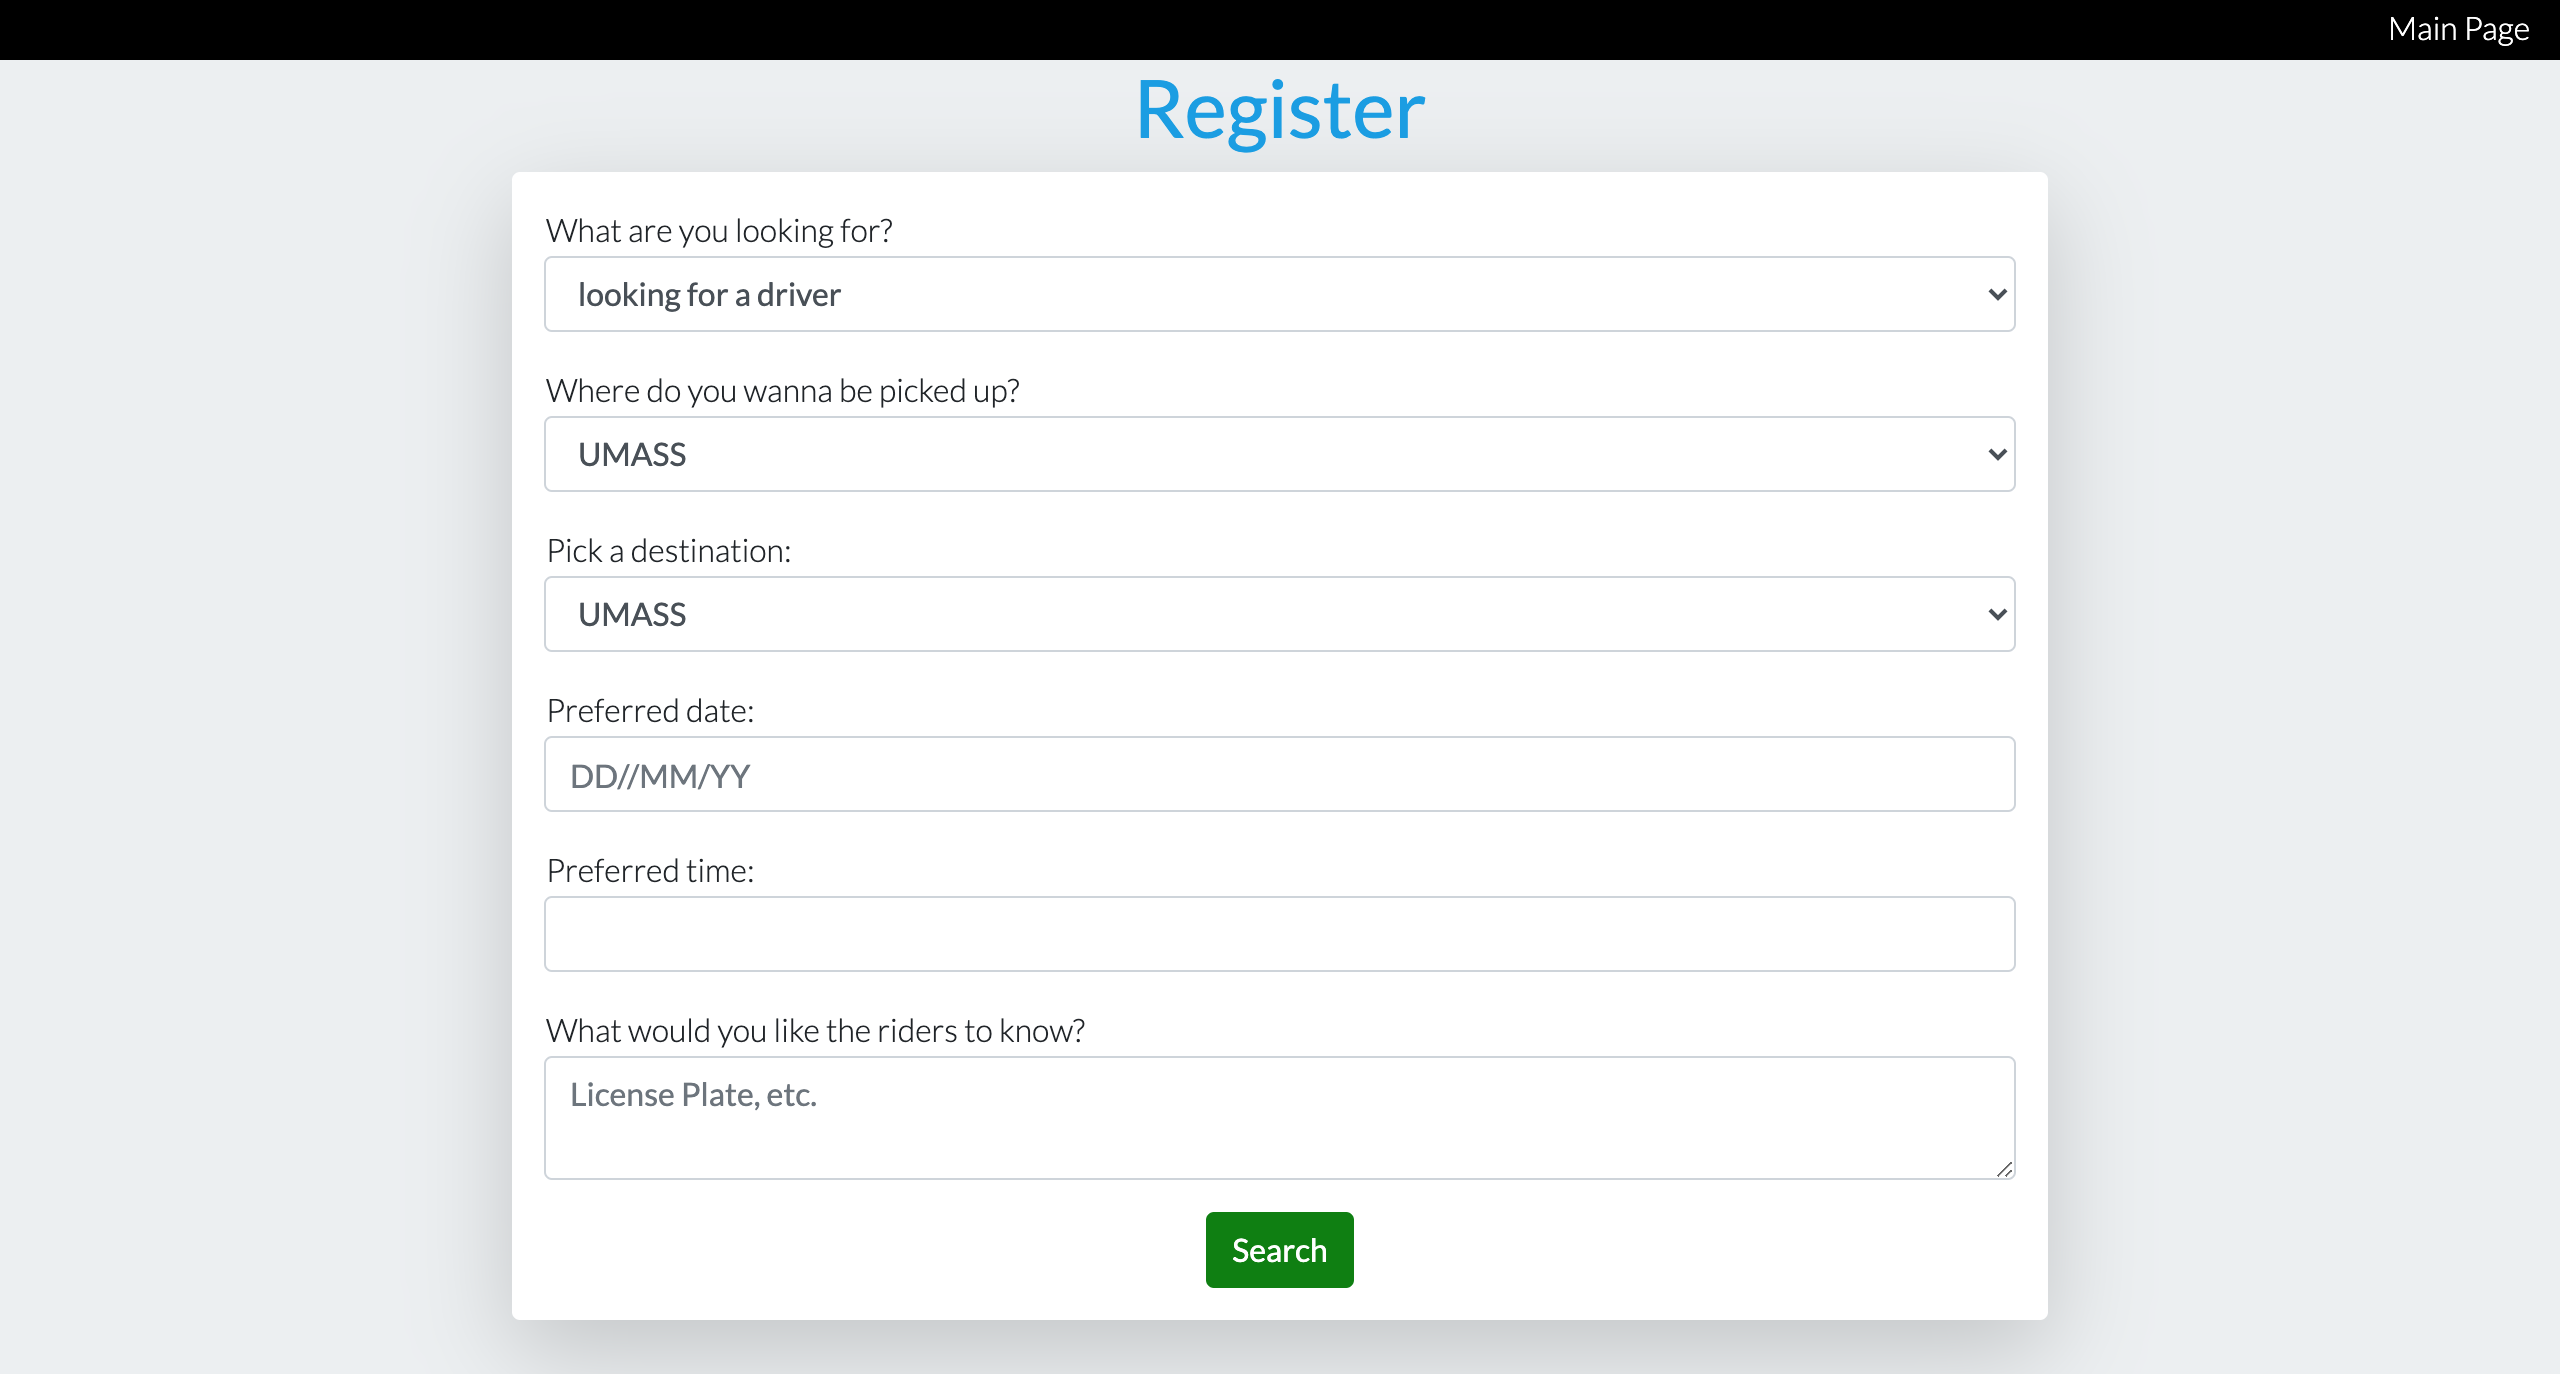 Main Page
Register
What are you looking for?
looking for a driver
Where do you wanna be picked up?
UMASS
Pick a destination:
UMASS
Preferred date:
DD//MM/YY
Preferred time:
What would you like the riders to know?
License Plate, etc.
Search